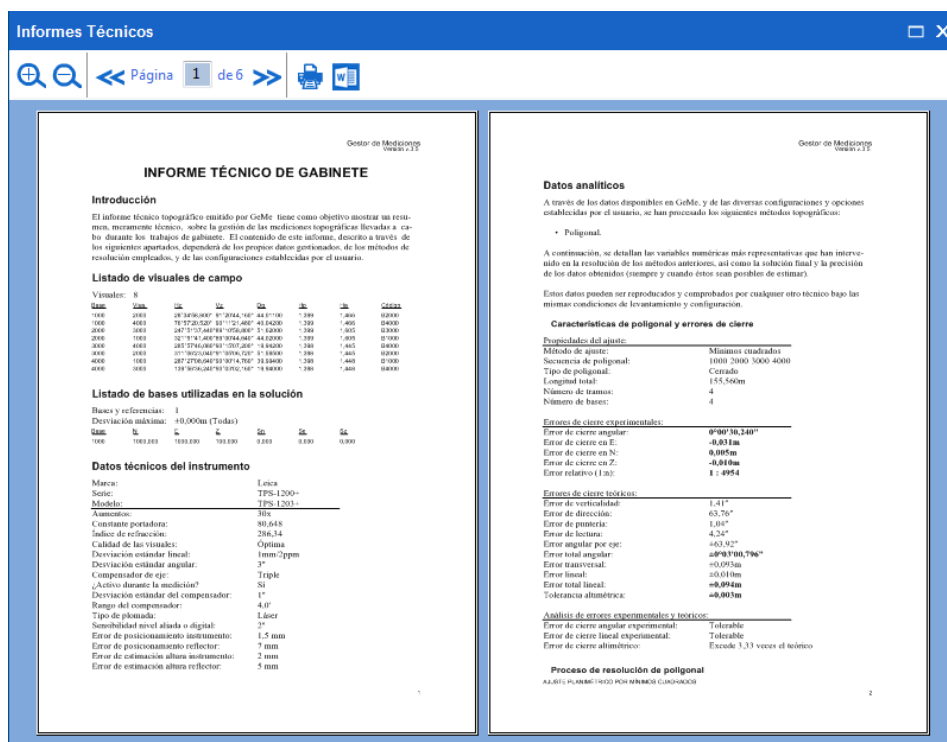 Informes Técnicos
Página 1 de 6
Gestor de Mediciones
INFORME TÉCNICO DE GABINETE
Introducción
El informe técnico topográfico emitido por GeMe tiene como objetivo mostrar un resu-
men, meramente técnico, sobre la gestión de las mediciones topográficas llevadas a ca-
bo durante los trabajos de gabinete. El contenido de este informe, descrito a través de
los siguientes apartados, dependerá de los propios datos gestionados, de los métodos de
resolución empleados, y de las configuraciones establecidas por el usuario.
Listado de visuales de campo
Visuales: 8
Listado de bases utilizadas en la solución
Bases y referencias: 1
Desviación máxima: ±0,000m (Todas)
1000 1000,000 1000,000 100,000 0,000 0,000 0,000
Datos técnicos del instrumento
Marca: Leica
Serie: TPS-1200+
Modelo: TPS-1203+
Aumentos: 30x
Constante portadora: 80,648
Índice de refracción: 286,34
Calidad de las visuales: Óptima
Desviación estándar lineal: 1mm/2ppm
Desviación estándar angular: 3"
Compensador de eje: Triple
¿Activo durante la medición? Sí
Desviación estándar del compensador: 1"
Rango del compensador: 4,0'
Tipo de plomada: Láser
Sensibilidad nivel aliada o digital: 2"
Error de posicionamiento instrumento: 1,5 mm
Error de posicionamiento reflector: 7 mm
Error de estimación altura instrumento: 2 mm
Error de estimación altura reflector: 5 mm
1
Gestor de Mediciones
Datos analíticos
A través de los datos disponibles en GeMe, y de las diversas configuraciones y opciones
establecidas por el usuario, se han procesado los siguientes métodos topográficos:
• Poligonal.
A continuación, se detallan las variables numéricas más representativas que han interve-
nido en la resolución de los métodos anteriores, así como la solución final y la precisión
de los datos obtenidos (siempre y cuando éstos sean posibles de estimar).
Estos datos pueden ser reproducidos y comprobados por cualquier otro técnico bajo las
mismas condiciones de levantamiento y configuración.
Características de poligonal y errores de cierre
Propiedades del ajuste:
Método de ajuste: Mínimos cuadrados
Secuencia de poligonal: 1000 2000 3000 4000
Tipo de poligonal: Cerrado
Longitud total: 155,560m
Número de tramos: 4
Número de bases: 4
Errores de cierre experimentales:
Error de cierre angular: 0°00'30,240"
Error de cierre en E: -0,031m
Error de cierre en N: 0,005m
Error de cierre en Z: -0,010m
Error relativo (1:n): 1 : 4954
Errores de cierre teóricos:
Error de verticalidad: 1,41"
Error de dirección: 63,76"
Error de puntería: 1,04"
Error de lectura: 4,24"
Error angular por eje: ±63,92"
Error total angular: ±0°03'00,796"
Error transversal: ±0,093m
Error lineal: ±0,010m
Error total lineal: ±0,094m
Tolerancia altimétrica: ±0,003m
Análisis de errores experimentales y teóricos:
Error de cierre angular experimental: Tolerable
Error de cierre lineal experimental: Tolerable
Error de cierre altimétrico: Excede 3,33 veces el teórico
Proceso de resolución de poligonal
AJUSTE PLANIMÉTRICO POR MÍNIMOS CUADRADOS
2